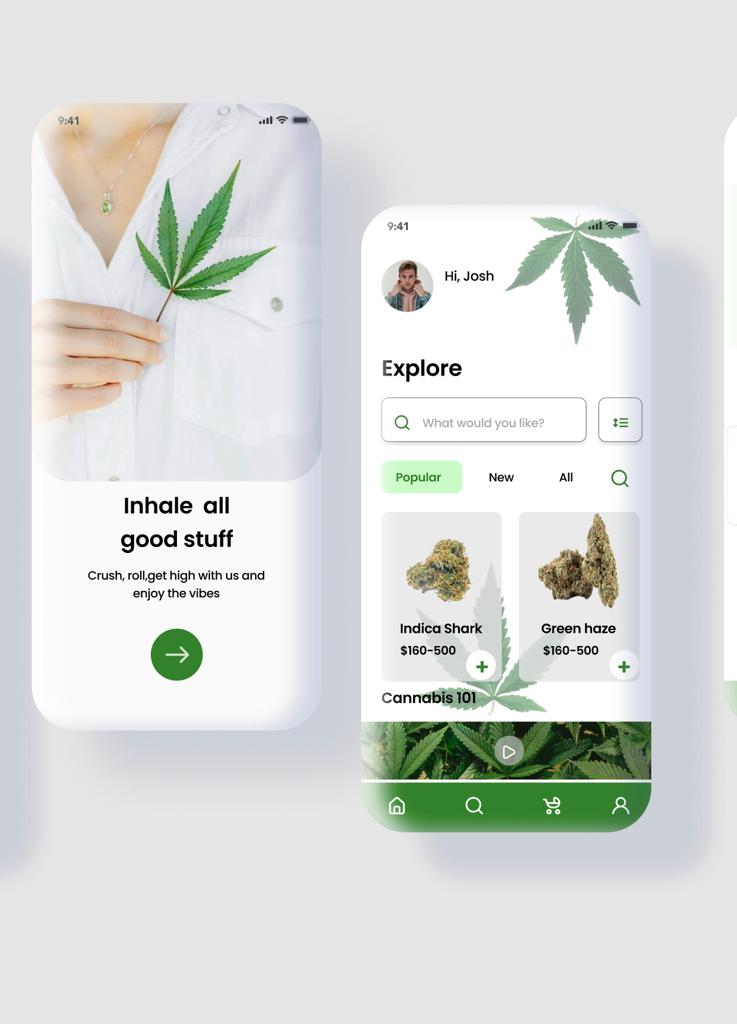 9:41
Inhale all
good stuff
Crush, roll,get high with us and
enjoy the vibes
9:41
Hi, Josh
Explore
What would you like?
Popular New All
Indica Shark Green haze
$160-500 $160-500
Cannabis 101